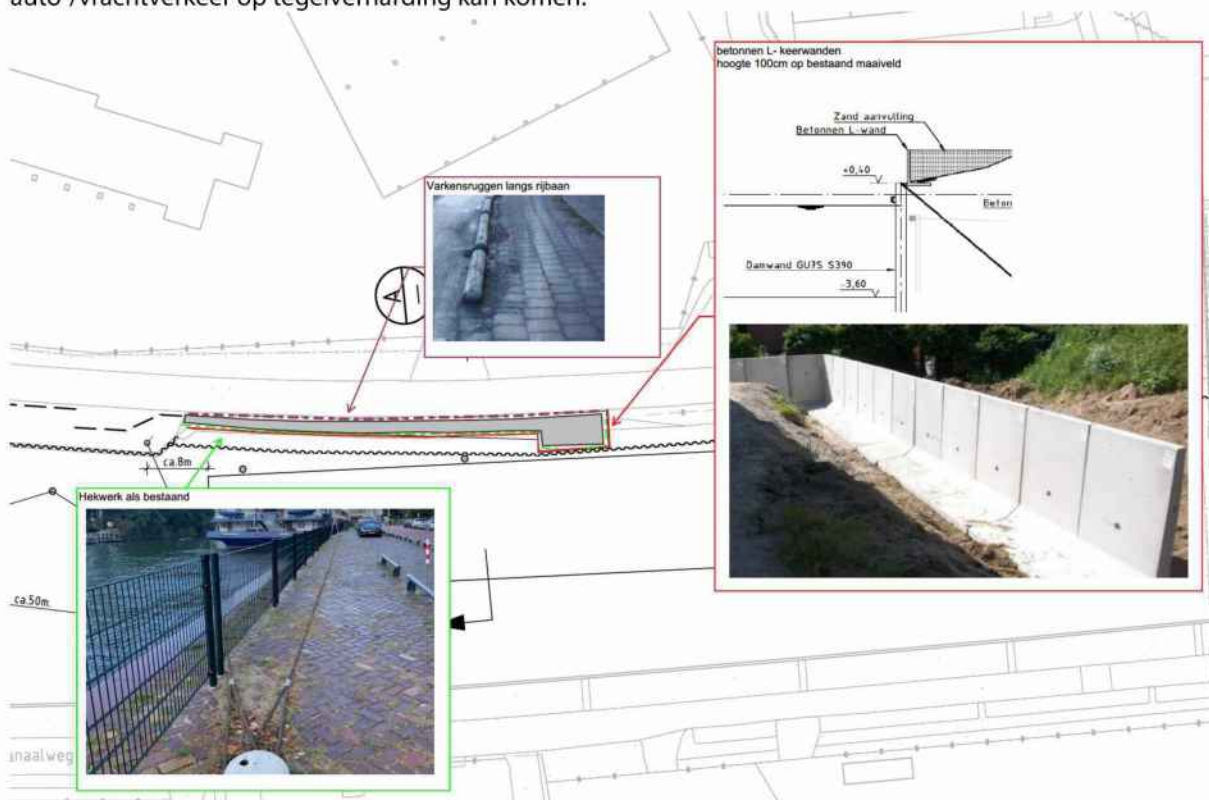 auto-/vrachtverkeer op tegelverharding kan komen.
betonnen L- keerwanden
hoogte 100cm op bestaand maaiveld
Zand aanvulling
Betonnen L-wand
+0,40
Beton
Damwand GU7S S390
-3,60
Varkensruggen langs rijbaan
A
ca.8m
Hekwerk als bestaand
ca.50m
anaalweg